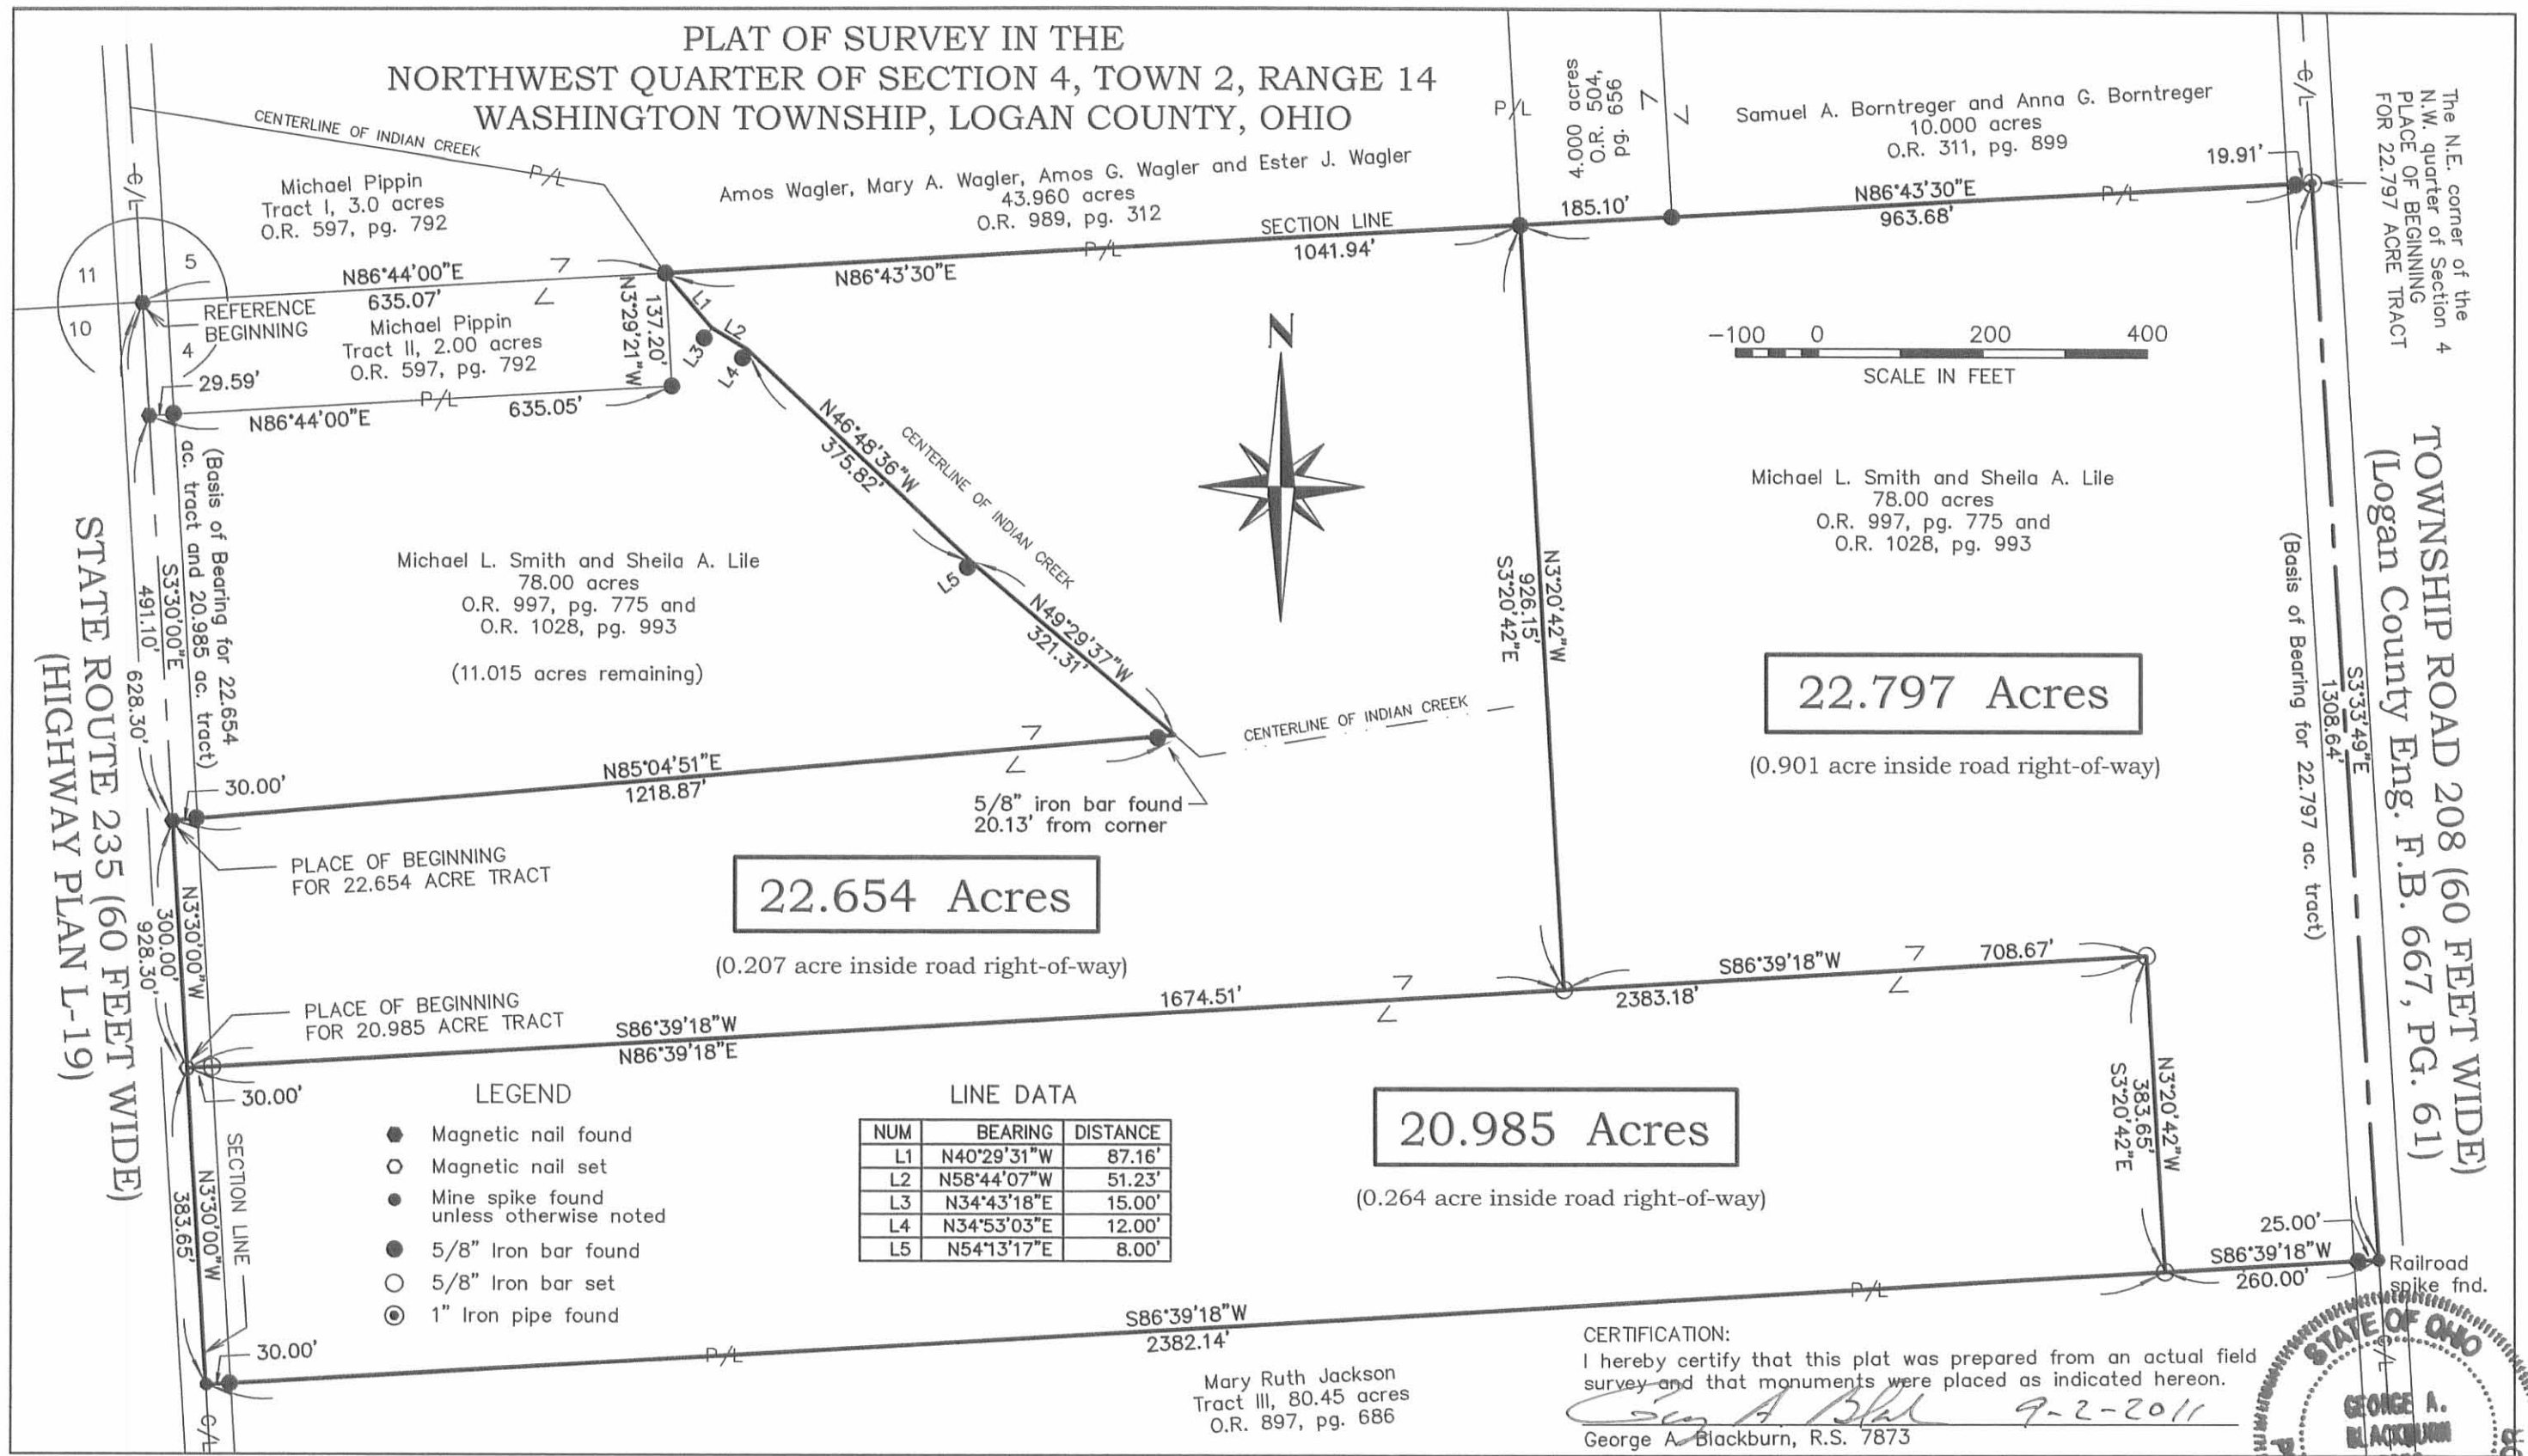 PLAT OF SURVEY IN THE
NORTHWEST QUARTER OF SECTION 4, TOWN 2, RANGE 14
WASHINGTON TOWNSHIP, LOGAN COUNTY, OHIO
CENTERLINE OF INDIAN CREEK
P/L
C/L
Michael Pippin
Tract I, 3.0 acres
O.R. 597, pg. 792
Amos Wagler, Mary A. Wagler, Amos G. Wagler and Ester J. Wagler
43.960 acres
O.R. 989, pg. 312
P/L
4.000 acres
O.R. 504,
pg. 656
Samuel A. Borntreger and Anna G. Borntreger
10.000 acres
O.R. 311, pg. 899
C/L
19.91'
The N.E. corner of the
N.W. quarter of Section 4
PLACE OF BEGINNING
FOR 22.797 ACRE TRACT
11
5
10
4
N86°44'00"E
635.07'
REFERENCE
BEGINNING
Michael Pippin
Tract II, 2.00 acres
O.R. 597, pg. 792
29.59'
N86°44'00"E
P/L
635.05'
137.20'
N3°29'21"W
L1
L2
L3
L4
N86°43'30"E
P/L
SECTION LINE
1041.94'
185.10'
N86°43'30"E
963.68'
P/L
N
-100 0 200 400
SCALE IN FEET
N46°48'36"W
375.82'
CENTERLINE OF INDIAN CREEK
L5
N49°29'37"W
321.31'
Michael L. Smith and Sheila A. Lile
78.00 acres
O.R. 997, pg. 775 and
O.R. 1028, pg. 993
(11.015 acres remaining)
(Basis of Bearing for 22.654
ac. tract and 20.985 ac. tract)
S3°30'00"E
491.10'
628.30'
STATE ROUTE 235 (60 FEET WIDE)
(HIGHWAY PLAN L-19)
Michael L. Smith and Sheila A. Lile
78.00 acres
O.R. 997, pg. 775 and
O.R. 1028, pg. 993
N3°20'42"W
926.15'
S3°20'42"E
22.797 Acres
(0.901 acre inside road right-of-way)
TOWNSHIP ROAD 208 (60 FEET WIDE)
(Logan County Eng. F.B. 667, PG. 61)
S3°33'49"E
1308.64'
(Basis of Bearing for 22.797 ac. tract)
CENTERLINE OF INDIAN CREEK
N85°04'51"E
1218.87'
30.00'
5/8" iron bar found
20.13' from corner
PLACE OF BEGINNING
FOR 22.654 ACRE TRACT
22.654 Acres
(0.207 acre inside road right-of-way)
N3°30'00"W
300.00'
928.30'
PLACE OF BEGINNING
FOR 20.985 ACRE TRACT
S86°39'18"W
N86°39'18"E
1674.51'
2383.18'
S86°39'18"W
708.67'
30.00'
LEGEND
Magnetic nail found
Magnetic nail set
Mine spike found
unless otherwise noted
5/8" Iron bar found
5/8" Iron bar set
1" Iron pipe found
LINE DATA
NUM BEARING DISTANCE
L1 N40°29'31"W 87.16'
L2 N58°44'07"W 51.23'
L3 N34°43'18"E 15.00'
L4 N34°53'03"E 12.00'
L5 N54°13'17"E 8.00'
20.985 Acres
(0.264 acre inside road right-of-way)
N3°20'42"W
383.65'
S3°20'42"E
SECTION LINE
N3°30'00"W
383.65'
30.00'
C/L
P/L
S86°39'18"W
2382.14'
P/L
25.00'
S86°39'18"W
260.00'
Railroad
spike fnd.
C/L
Mary Ruth Jackson
Tract III, 80.45 acres
O.R. 897, pg. 686
CERTIFICATION:
I hereby certify that this plat was prepared from an actual field
survey and that monuments were placed as indicated hereon.
9-2-2011
George A. Blackburn, R.S. 7873
STATE OF OHIO
GEORGE A.
BLACKBURN